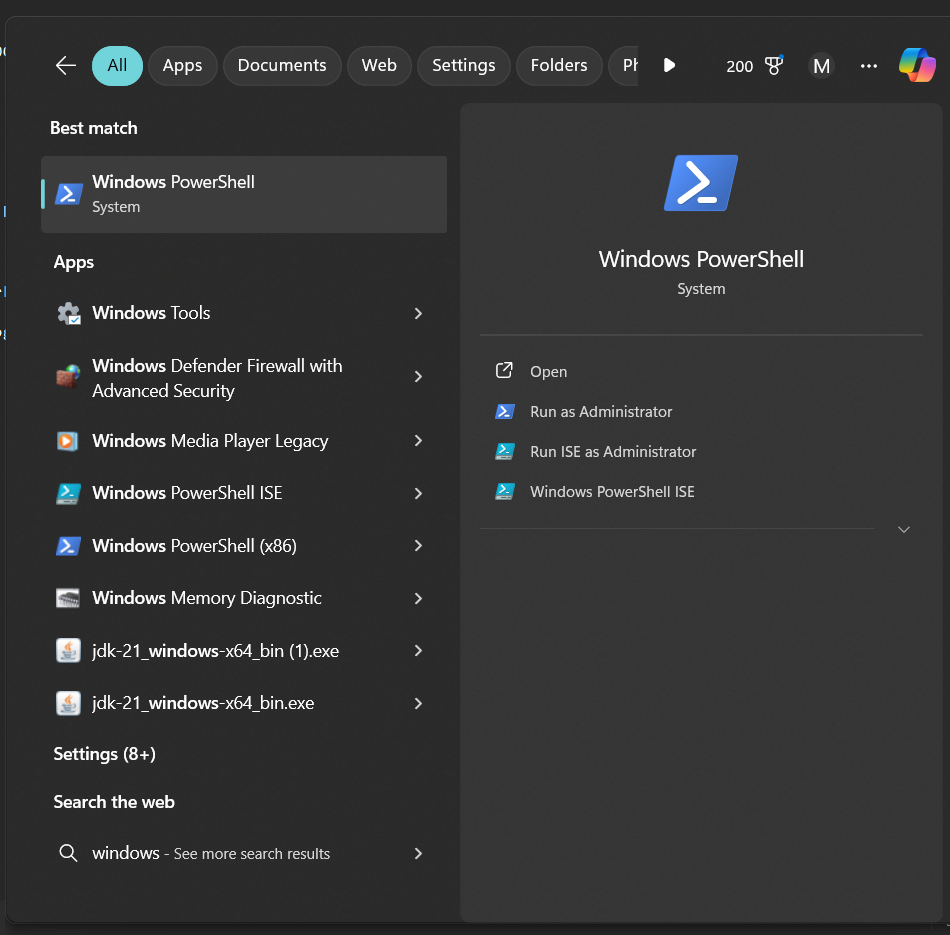 All
Apps
Documents
Web
Settings
Folders
200
M
Best match
Windows PowerShell
System
Apps
Windows Tools
Windows Defender Firewall with
Advanced Security
Windows Media Player Legacy
Windows PowerShell ISE
Windows PowerShell (x86)
Windows Memory Diagnostic
jdk-21_windows-x64_bin (1).exe
jdk-21_windows-x64_bin.exe
Settings (8+)
Search the web
windows - See more search results
Windows PowerShell
System
Open
Run as Administrator
Run ISE as Administrator
Windows PowerShell ISE